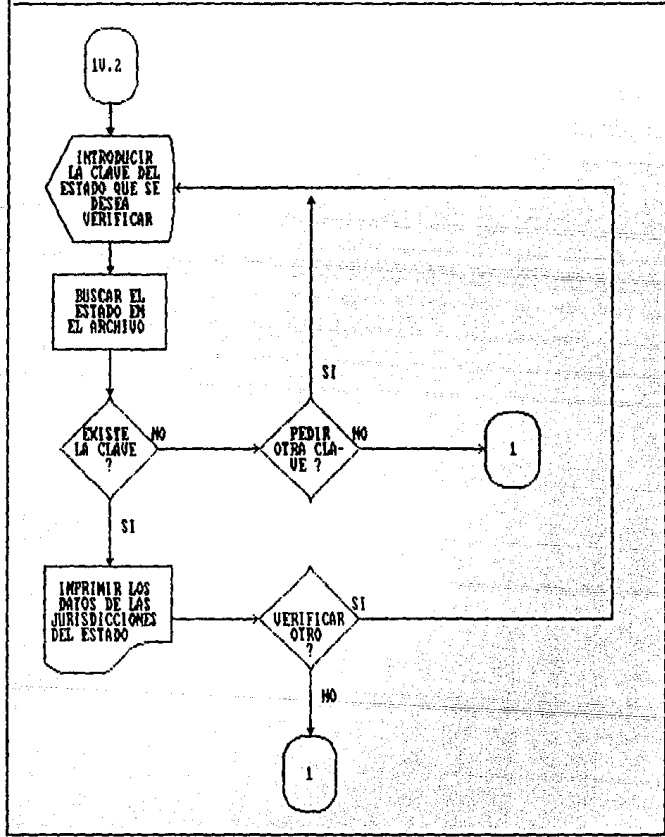 1V.2
INTRODUCIR
LA CLAVE DEL
ESTADO QUE SE
DESEA
VERIFICAR
BUSCAR EL
ESTADO EN
EL ARCHIVO
EXISTE
LA CLAVE
?
NO
PEDIR
OTRA CLA-
VE ?
SI
NO
1
SI
IMPRIMIR LOS
DATOS DE LAS
JURISDICCIONES
DEL ESTADO
VERIFICAR
OTRO
?
SI
NO
1